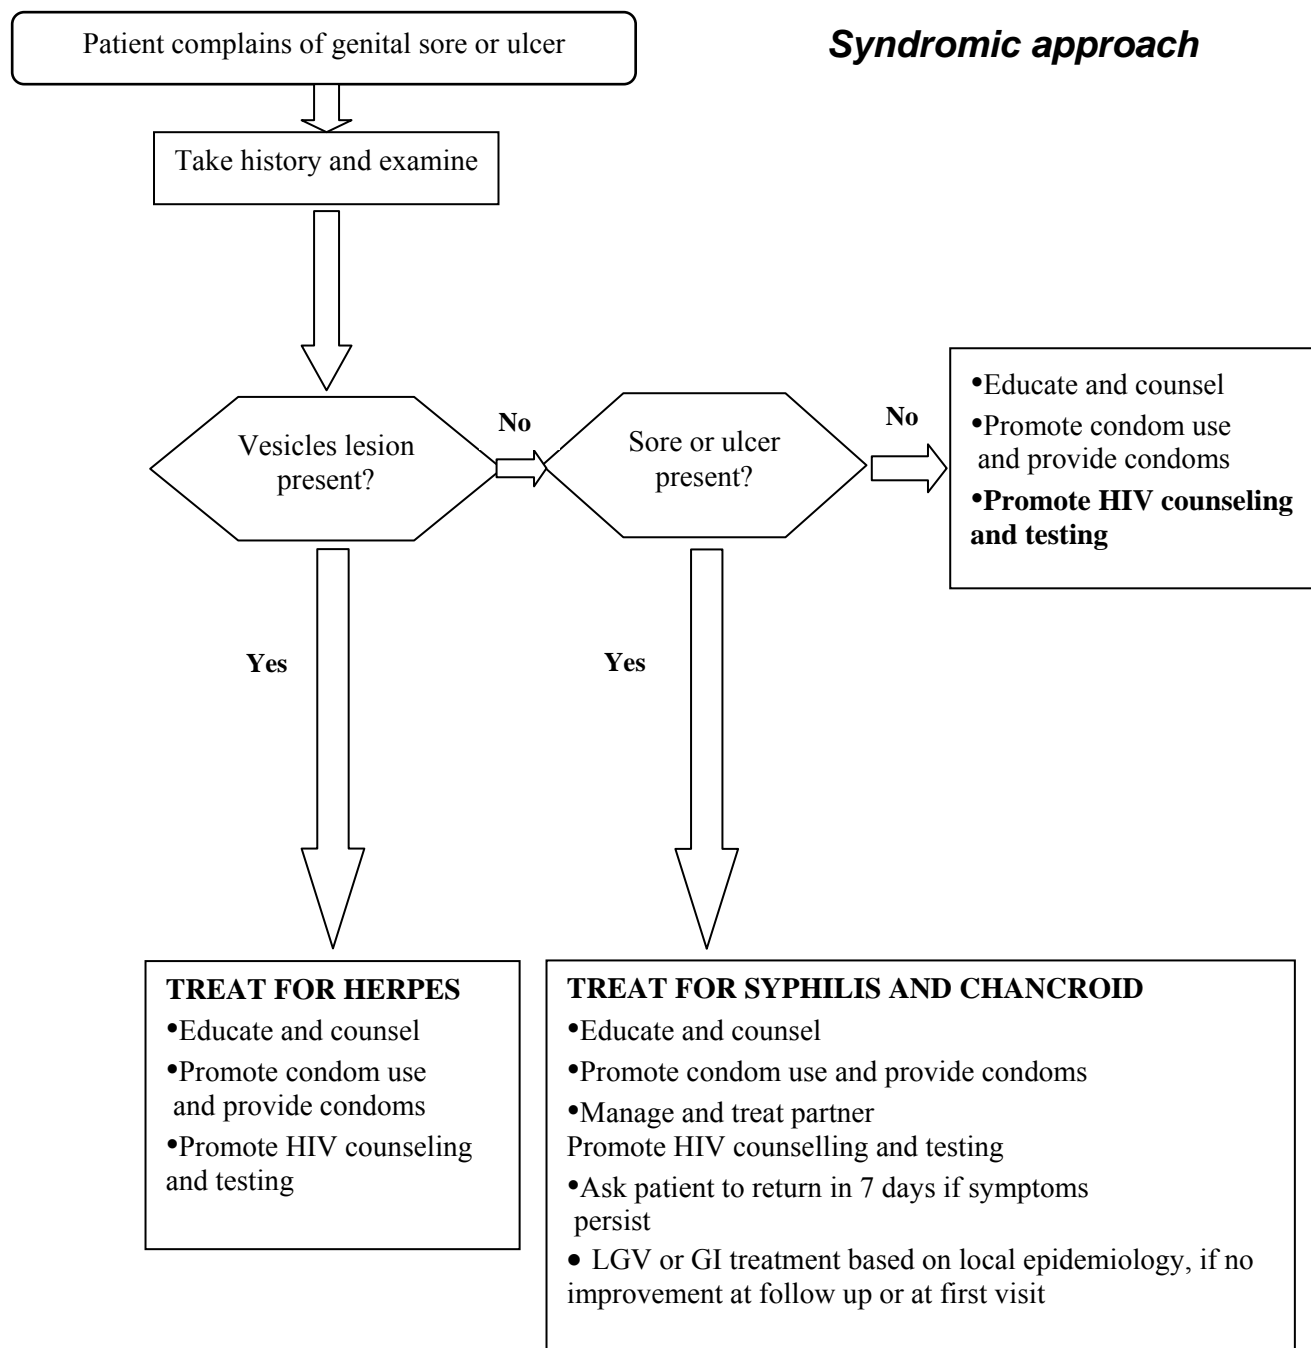 Patient complains of genital sore or ulcer
Syndromic approach
Take history and examine
Vesicles lesion
present?
No
Sore or ulcer
present?
No
•Educate and counsel
•Promote condom use
and provide condoms
•Promote HIV counseling
and testing
Yes
Yes
TREAT FOR HERPES
•Educate and counsel
•Promote condom use
and provide condoms
•Promote HIV counseling
and testing
TREAT FOR SYPHILIS AND CHANCROID
•Educate and counsel
•Promote condom use and provide condoms
•Manage and treat partner
Promote HIV counselling and testing
•Ask patient to return in 7 days if symptoms
persist
• LGV or GI treatment based on local epidemiology, if no
improvement at follow up or at first visit